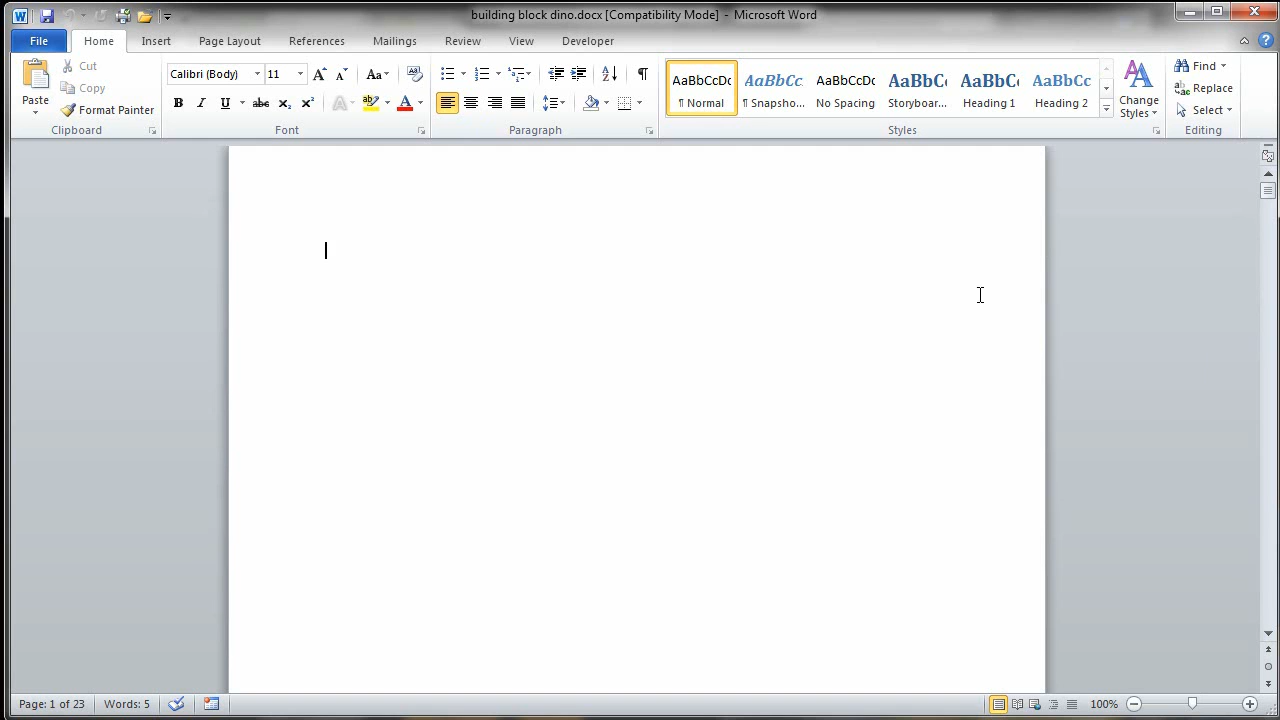 building block dino.docx [Compatibility Mode] - Microsoft Word
File Home Insert Page Layout References Mailings Review View Developer
Paste
Cut
Copy
Format Painter
Clipboard
Calibri (Body) 11
Font
Paragraph
AaBbCcDc AaBbCc AaBbCcDc AaBbCc AaBbCc AaBbCc
¶ Normal ¶ Snapsho... No Spacing Storyboar... Heading 1 Heading 2
Change
Styles
Styles
Find
Replace
Select
Editing
Page: 1 of 23 Words: 5 100%